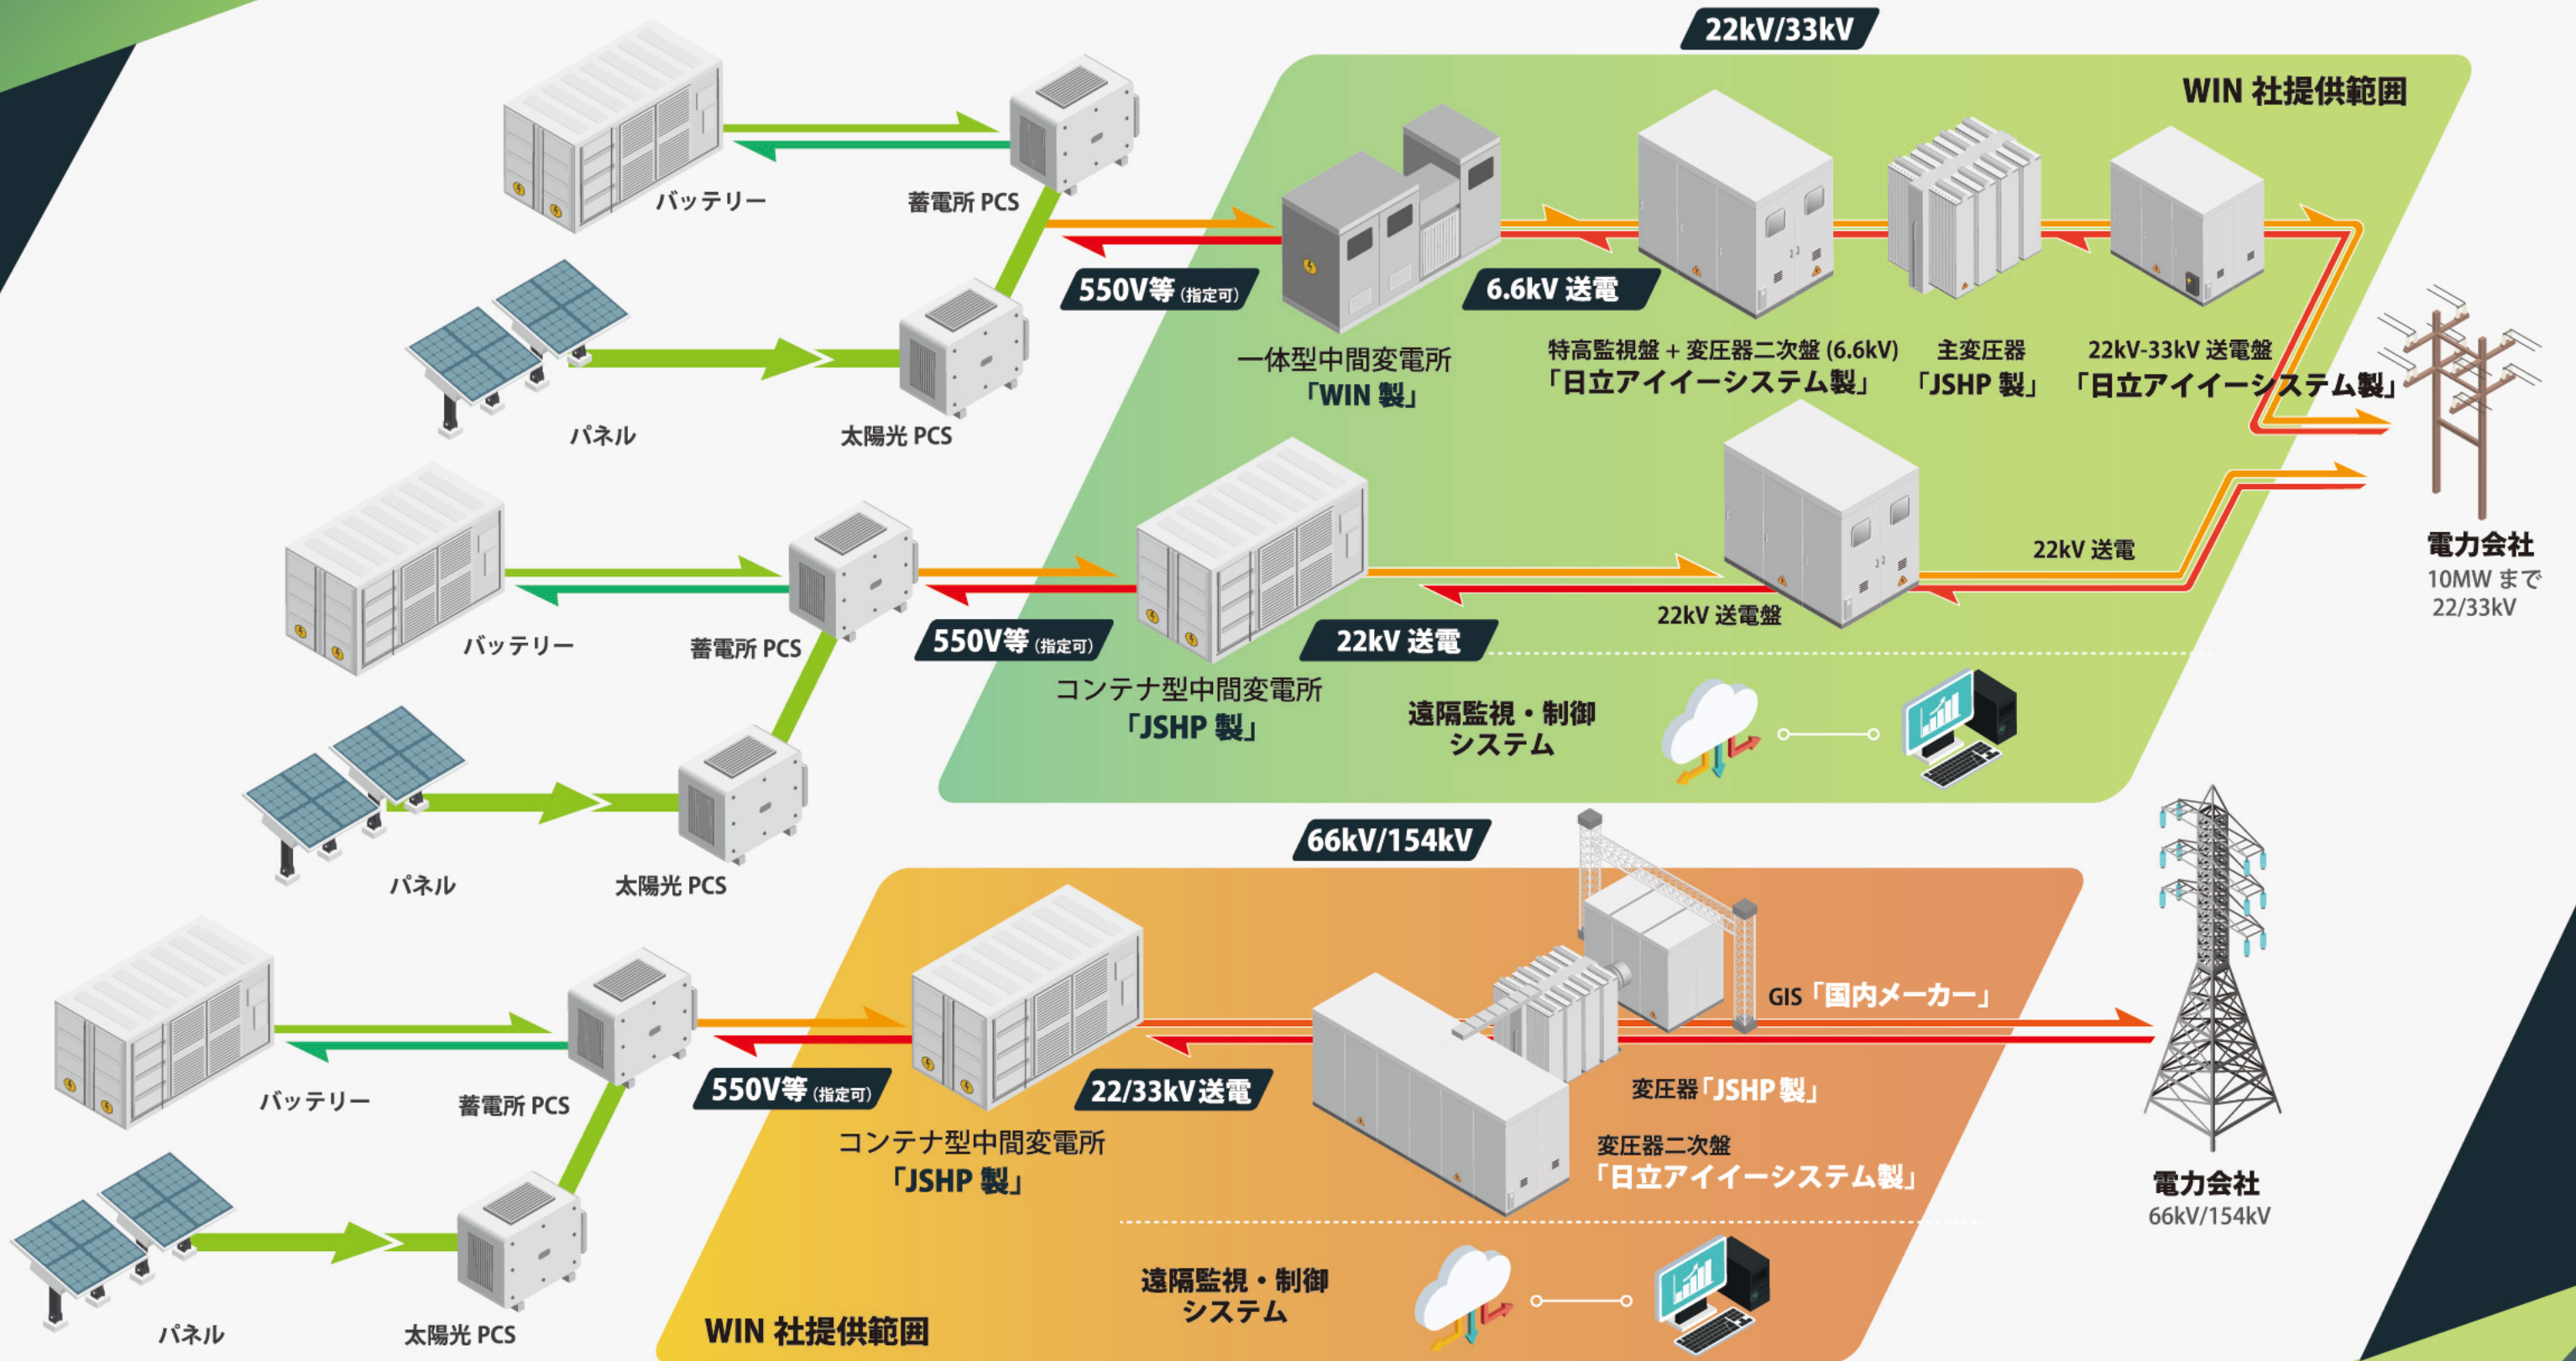 22kV/33kV
WIN 社提供範囲
バッテリー
蓄電所 PCS
550V等 (指定可)
6.6kV 送電
一体型中間変電所
「WIN 製」
特高監視盤 + 変圧器二次盤 (6.6kV)
「日立アイイーシステム製」
主変圧器
「JSHP 製」
22kV-33kV 送電盤
「日立アイイーシステム製」
パネル
太陽光 PCS
電力会社
10MW まで
22/33kV
バッテリー
蓄電所 PCS
550V等 (指定可)
22kV 送電
22kV 送電盤
22kV 送電
コンテナ型中間変電所
「JSHP 製」
遠隔監視・制御
システム
パネル
太陽光 PCS
66kV/154kV
GIS「国内メーカー」
バッテリー
蓄電所 PCS
550V等 (指定可)
22/33kV送電
変圧器「JSHP 製」
コンテナ型中間変電所
「JSHP 製」
変圧器二次盤
「日立アイイーシステム製」
電力会社
66kV/154kV
遠隔監視・制御
システム
パネル
太陽光 PCS
WIN 社提供範囲